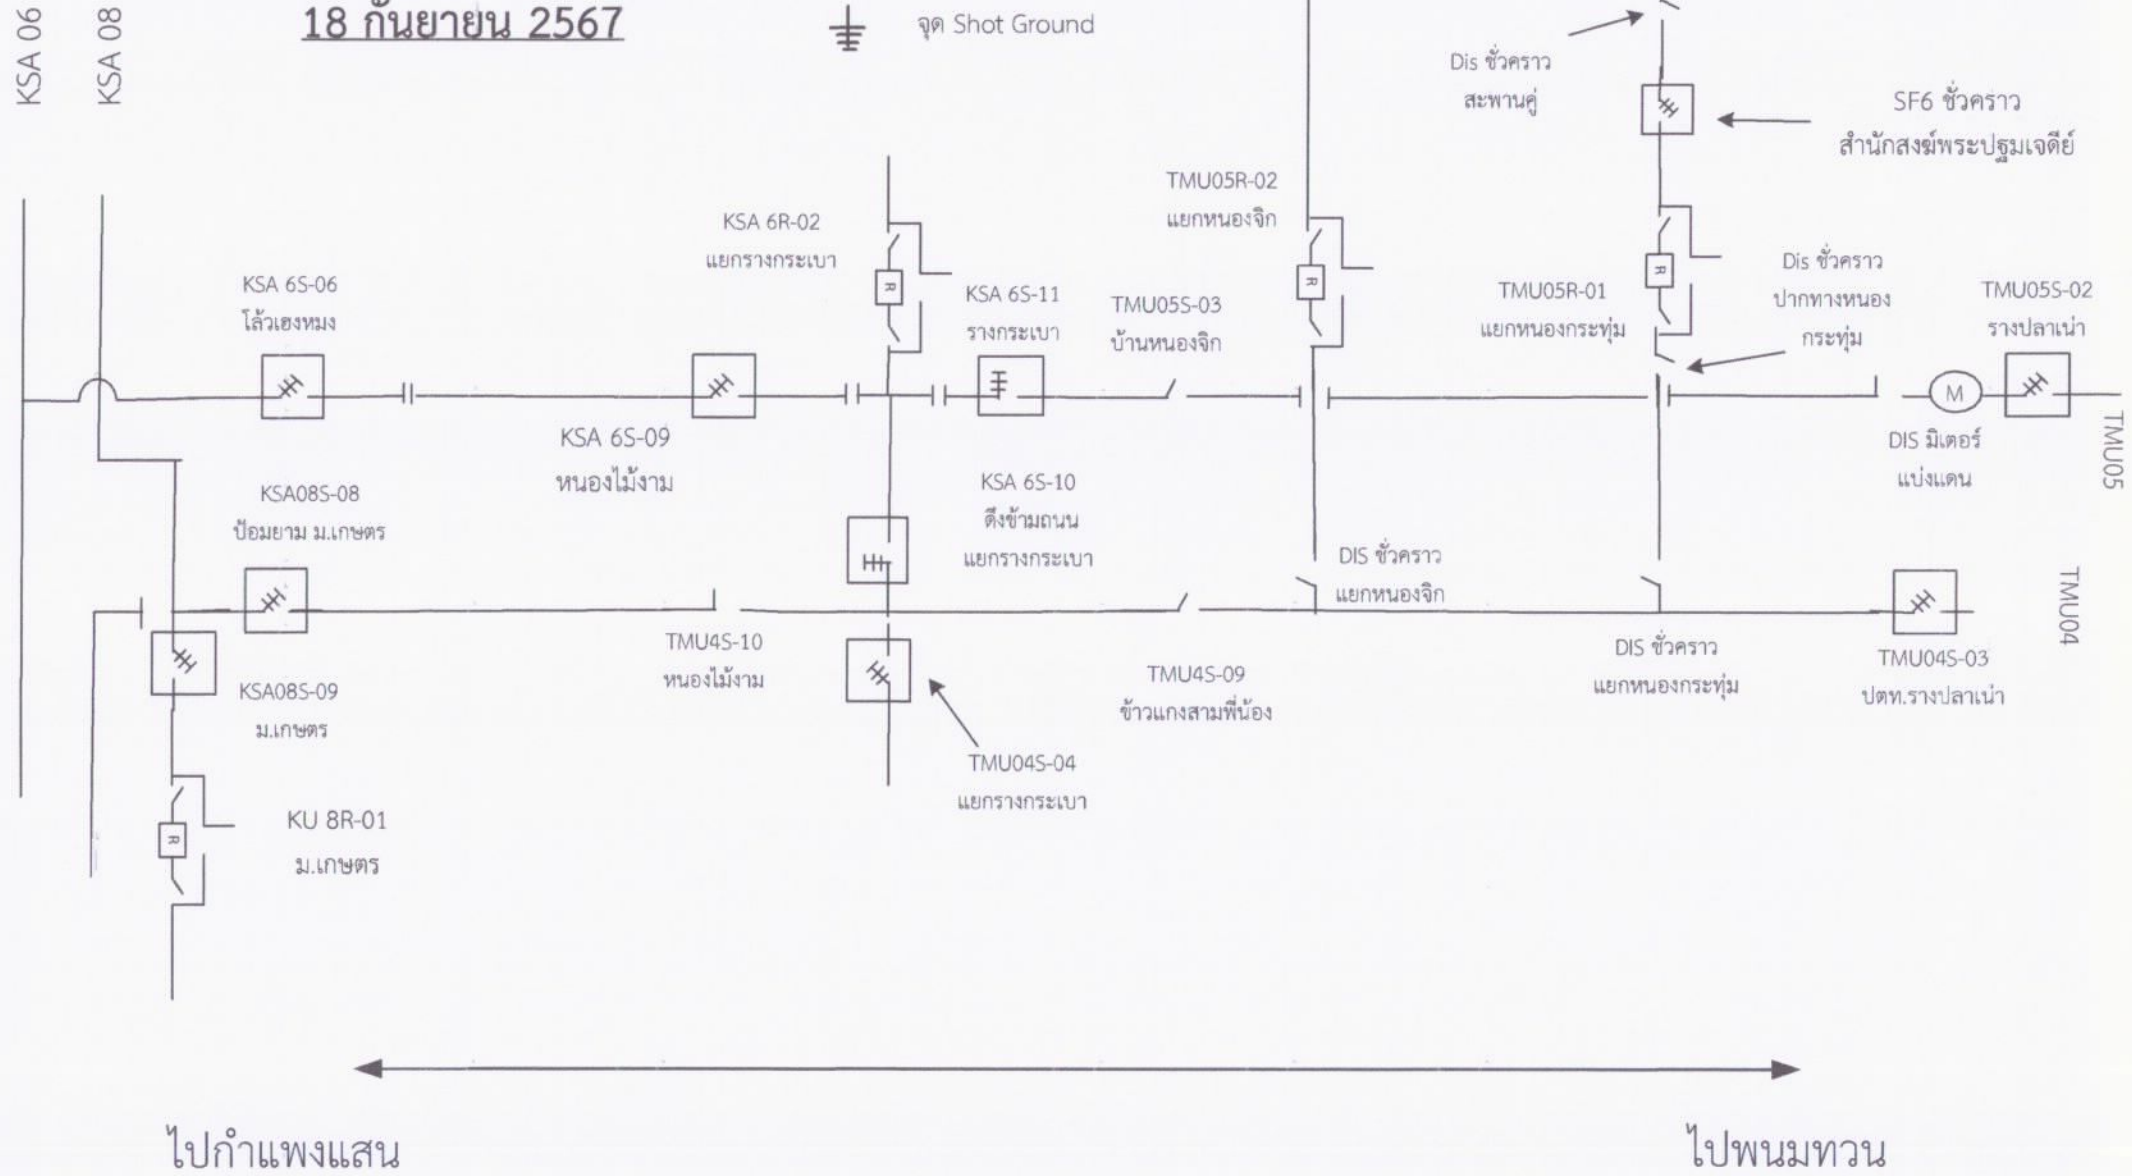 KSA 06
KSA 08
18 กันยายน 2567
จุด Shot Ground
Dis ชั่วคราว
สะพานคู่
SF6 ชั่วคราว
สำนักสงฆ์พระปฐมเจดีย์
TMU05R-02
แยกหนองจิก
KSA 6R-02
แยกรางกระเบา
KSA 6S-06
โล้วเฮงหมง
KSA 6S-11
รางกระเบา
TMU05S-03
บ้านหนองจิก
TMU05R-01
แยกหนองกระทุ่ม
Dis ชั่วคราว
ปากทางหนอง
กระทุ่ม
TMU05S-02
รางปลาเน่า
R
R
R
M
KSA 6S-09
หนองไม้งาม
DIS มิเตอร์
แบ่งแดน
TMU05
KSA08S-08
ป้อมยาม ม.เกษตร
KSA 6S-10
ดึงข้ามถนน
แยกรางกระเบา
DIS ชั่วคราว
แยกหนองจิก
TMU04
TMU4S-10
หนองไม้งาม
KSA08S-09
ม.เกษตร
TMU4S-09
ข้าวแกงสามพี่น้อง
DIS ชั่วคราว
แยกหนองกระทุ่ม
TMU04S-03
ปตท.รางปลาเน่า
TMU04S-04
แยกรางกระเบา
R
KU 8R-01
ม.เกษตร
ไปกำแพงแสน
ไปพนมทวน